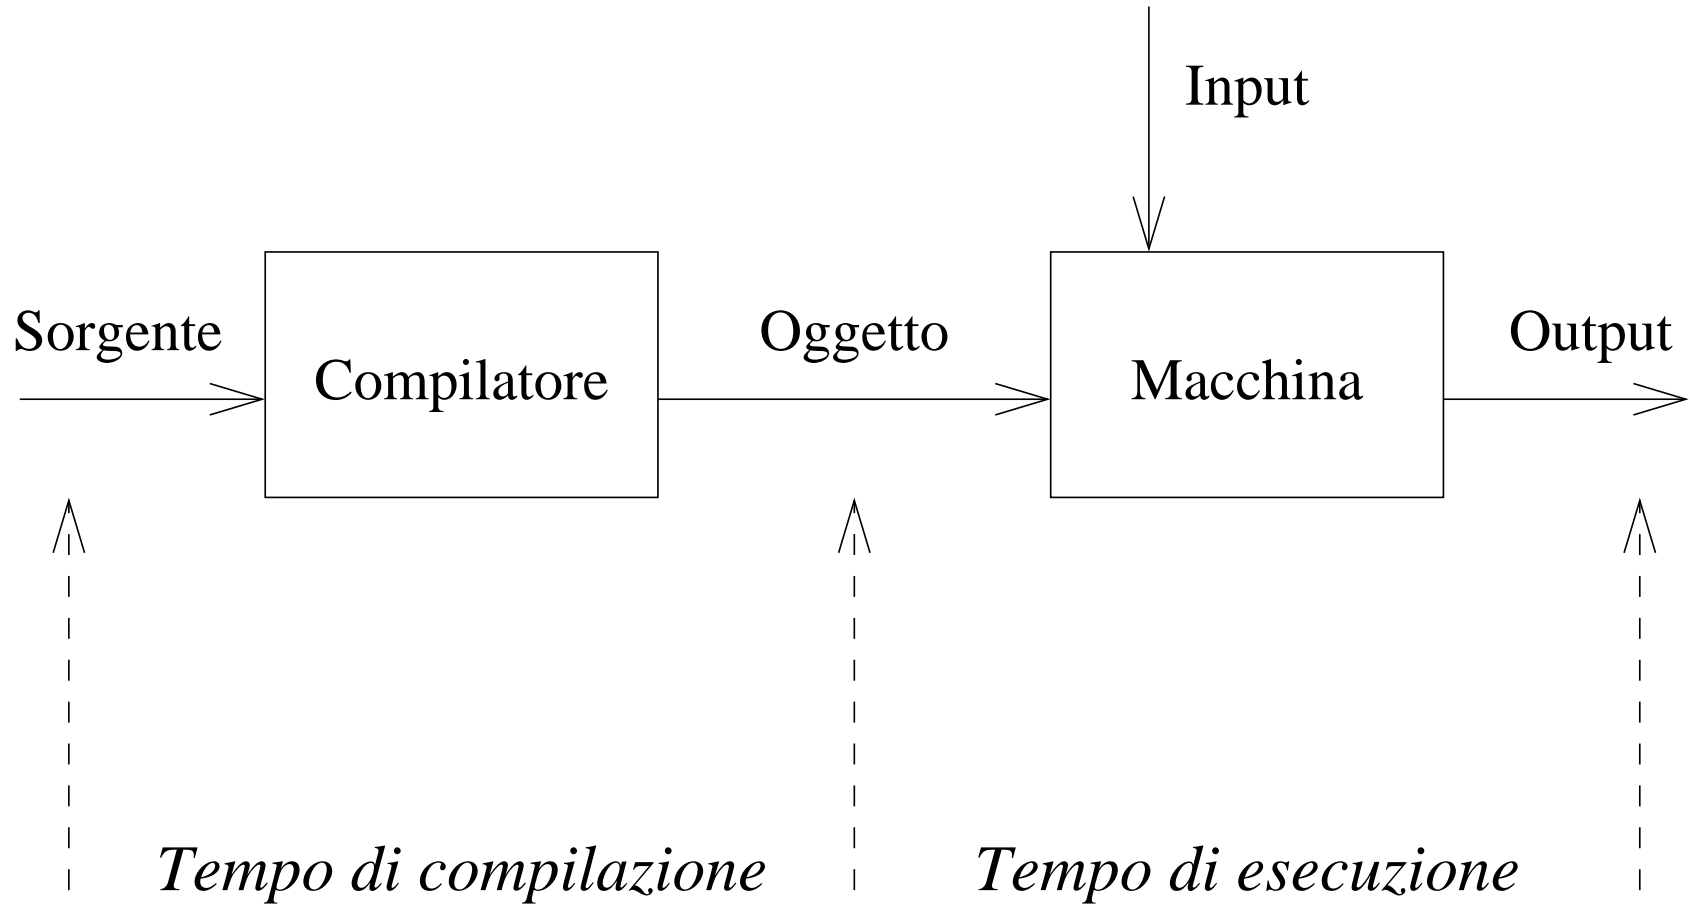 Input
Sorgente
Compilatore
Oggetto
Macchina
Output
Tempo di compilazione
Tempo di esecuzione